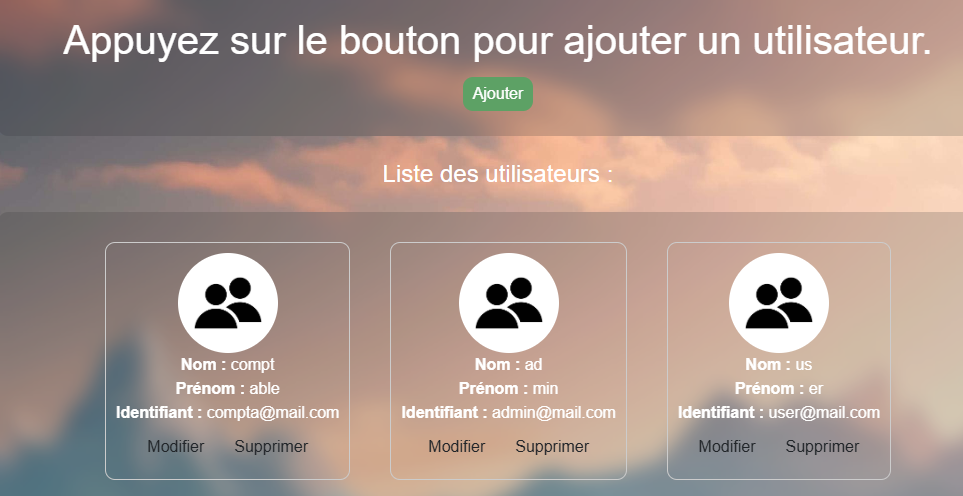 Appuyez sur le bouton pour ajouter un utilisateur.
Ajouter
Liste des utilisateurs :
Nom : compt
Prénom : able
Identifiant : compta@mail.com
Modifier Supprimer
Nom : ad
Prénom : min
Identifiant : admin@mail.com
Modifier Supprimer
Nom : us
Prénom : er
Identifiant : user@mail.com
Modifier Supprimer